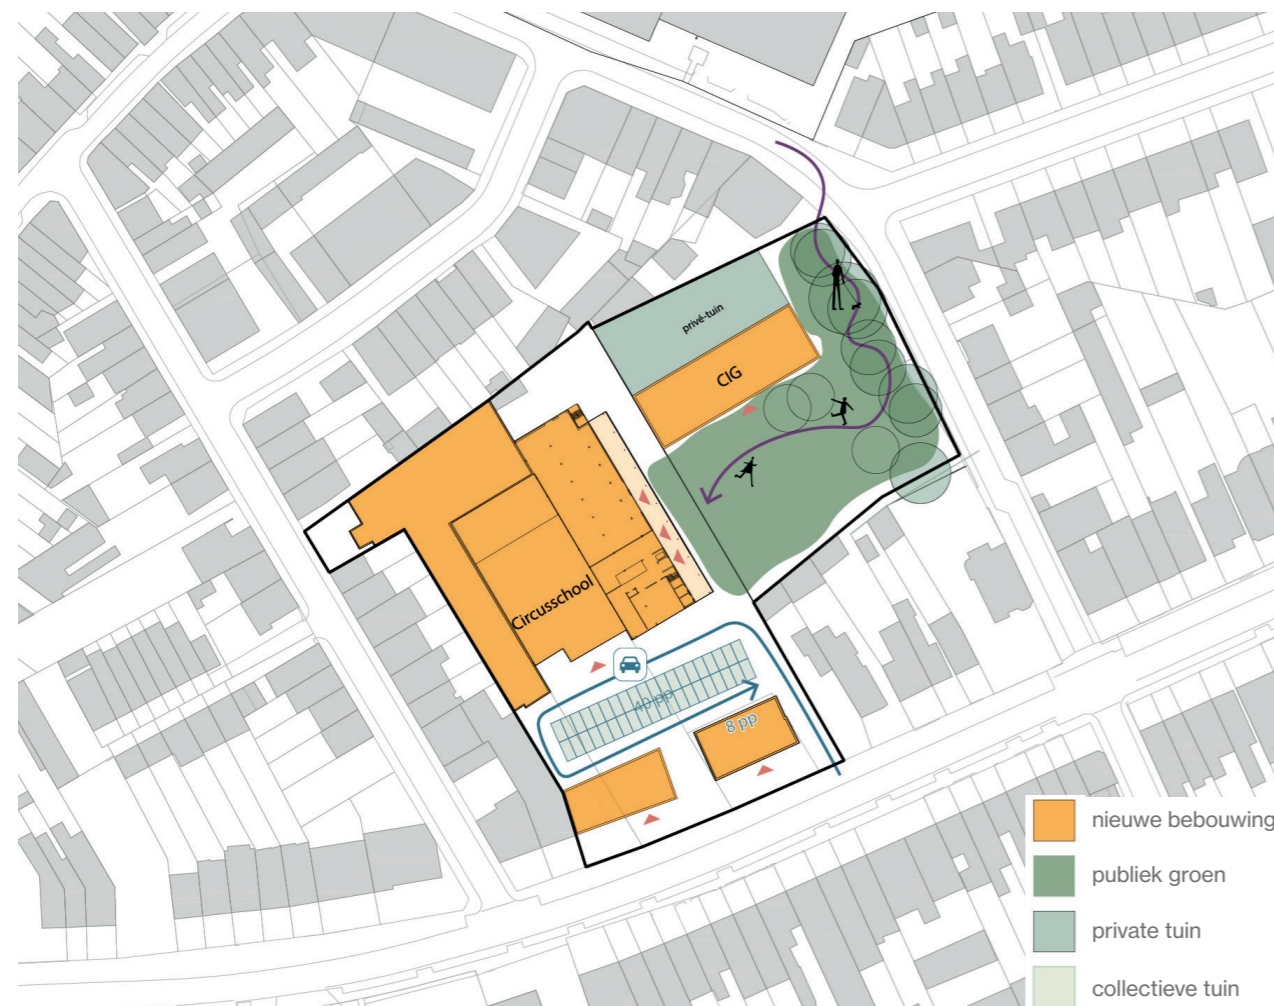 privé-tuin
CIG
Circusschool
40 pp
8 pp
nieuwe bebouwing
publiek groen
private tuin
collectieve tuin